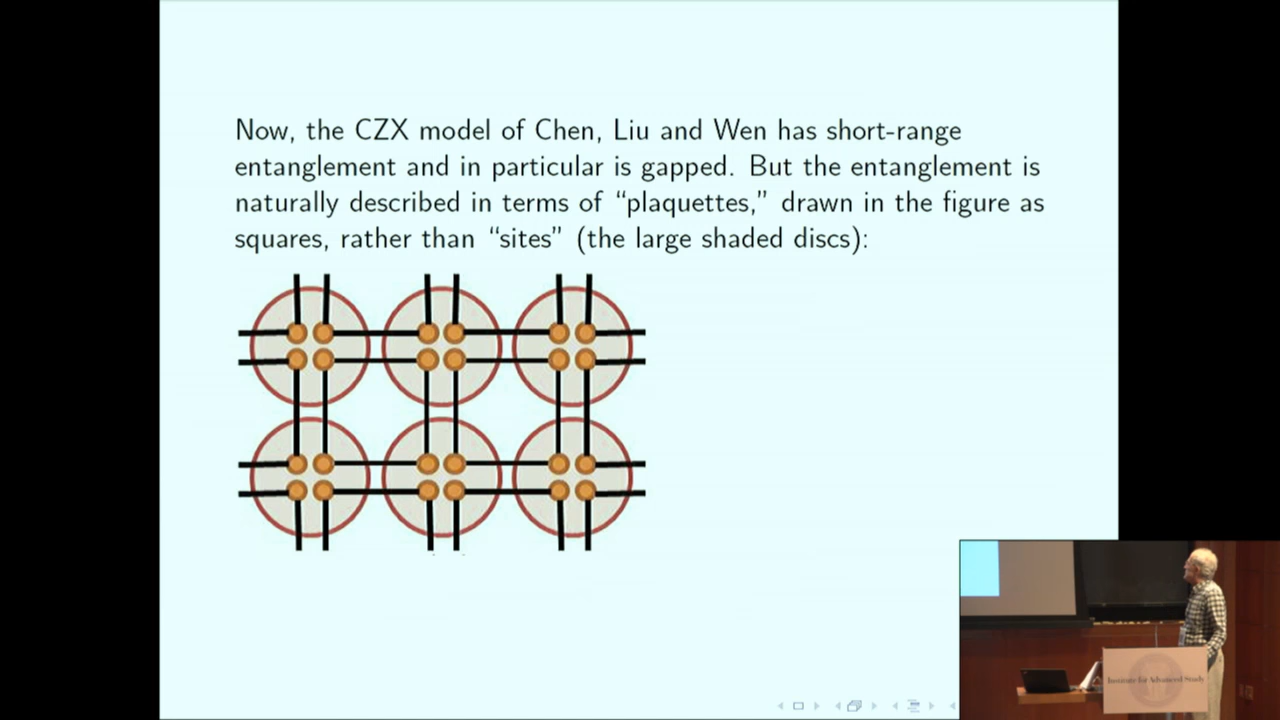 Now, the CZX model of Chen, Liu and Wen has short-range
entanglement and in particular is gapped. But the entanglement is
naturally described in terms of “plaquettes,” drawn in the figure as
squares, rather than “sites” (the large shaded discs):
Institute for Advanced Study